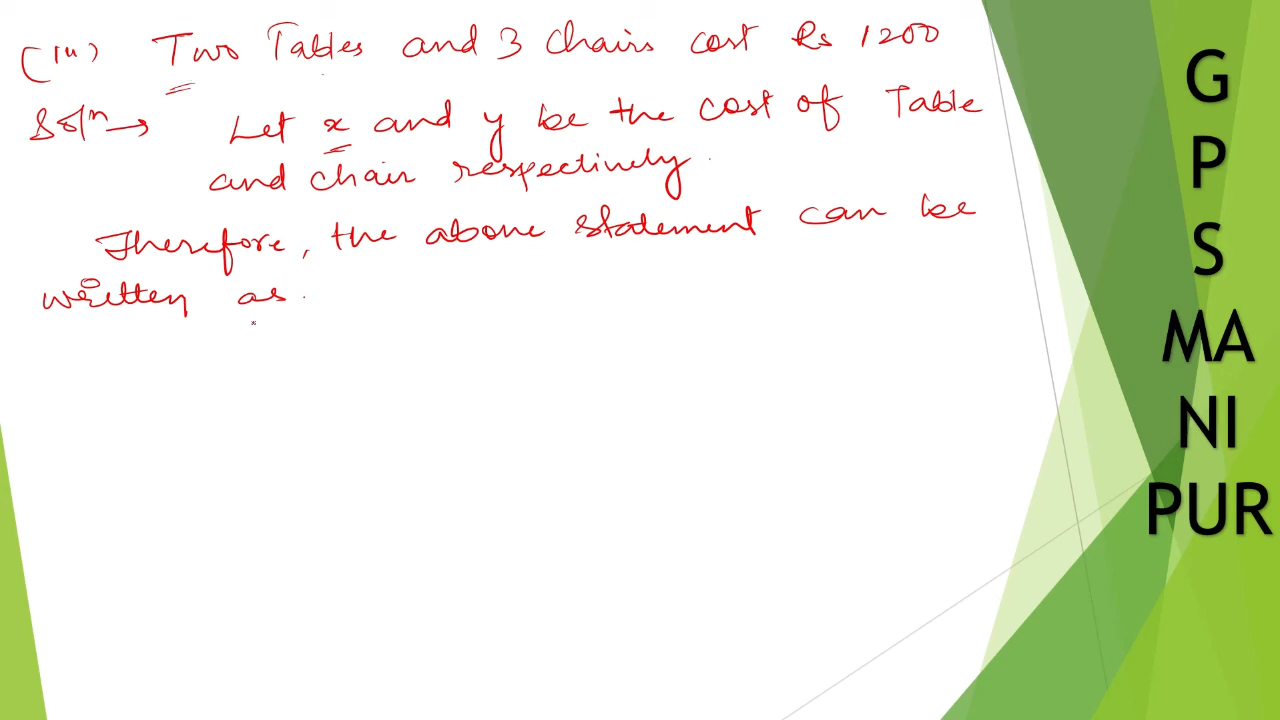 (iii) Two Tables and 3 chairs cost Rs 1200
Solⁿ → Let x and y be the cost of Table
and chair respectively.
Therefore, the above statement can be
written as.
G
P
S
MA
NI
PUR